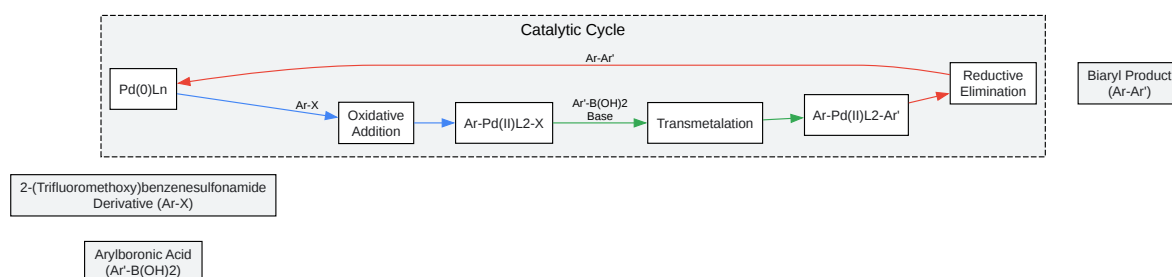 Catalytic Cycle
Pd(0)Ln
Ar-X
Oxidative
Addition
Ar-Pd(II)L2-X
Ar'-B(OH)2
Base
Transmetalation
Ar-Pd(II)L2-Ar'
Ar-Ar'
Reductive
Elimination
Biaryl Product
(Ar-Ar')
2-(Trifluoromethoxy)benzenesulfonamide
Derivative (Ar-X)
Arylboronic Acid
(Ar'-B(OH)2)